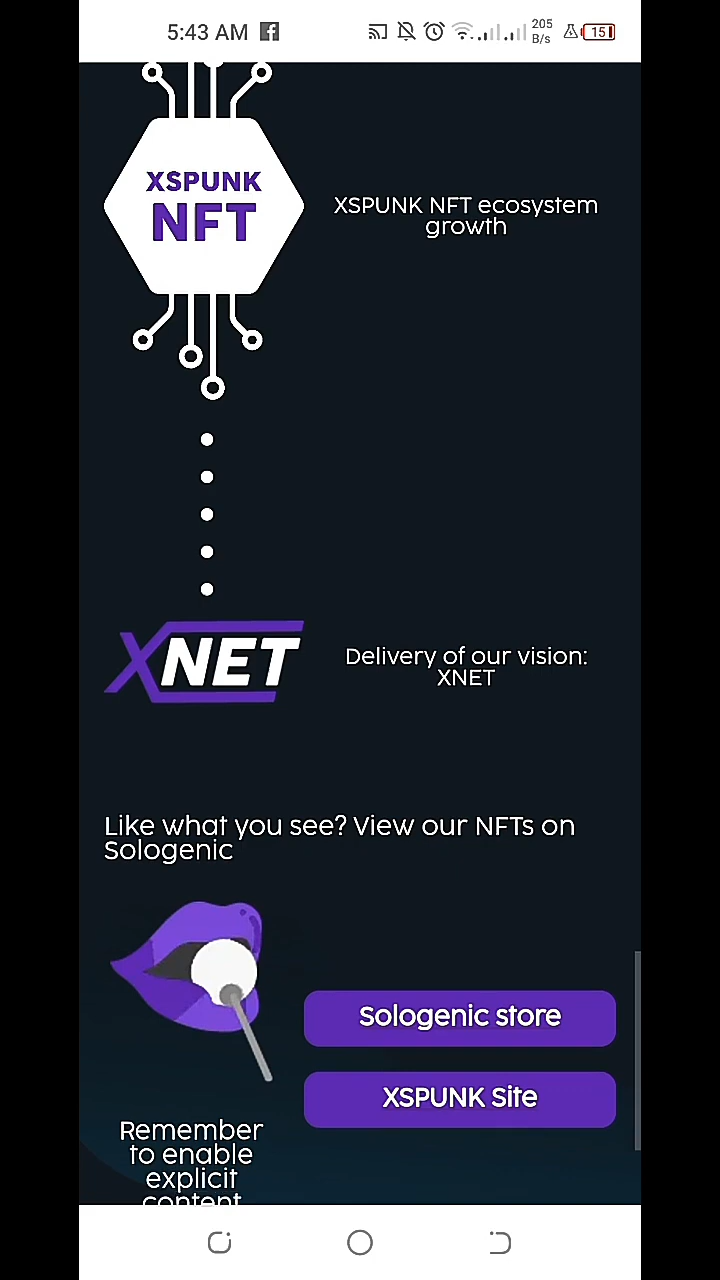 5:43 AM
205
B/s
15
XSPUNK
NFT
XSPUNK NFT ecosystem
growth
XNET
Delivery of our vision:
XNET
Like what you see? View our NFTs on
Sologenic
Sologenic store
XSPUNK Site
Remember
to enable
explicit
content